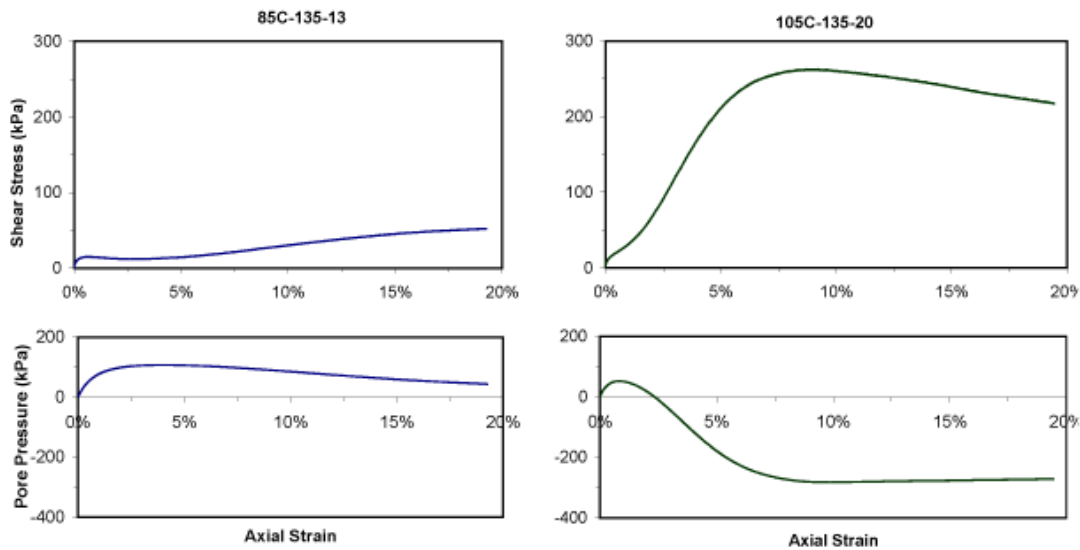 85C-135-13
105C-135-20
Shear Stress (kPa)
300
200
100
0
0% 5% 10% 15% 20%
300
200
100
0
0% 5% 10% 15% 20%
Pore Pressure (kPa)
200
0
-200
-400
0% 5% 10% 15% 20%
Axial Strain
200
100
0
-200
-400
0% 5% 10% 15% 20%
Axial Strain